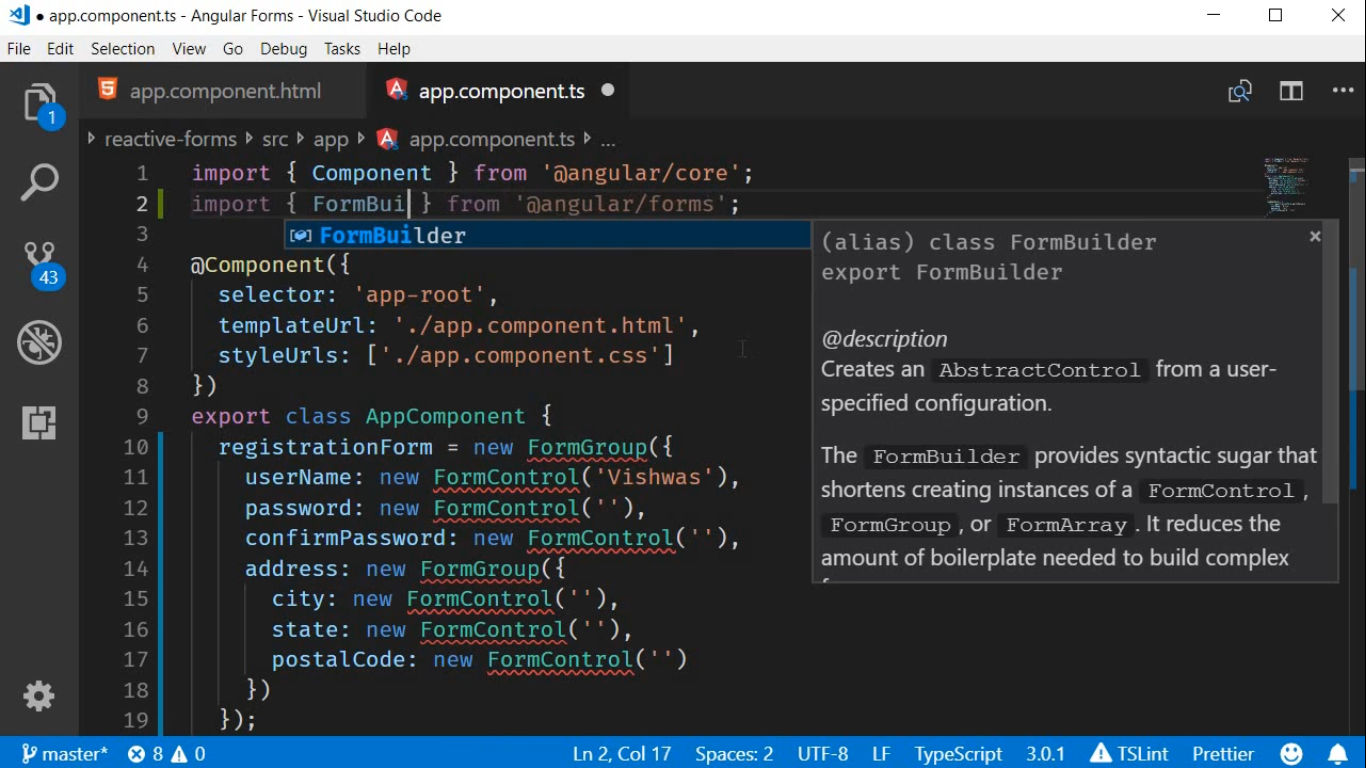 ● app.component.ts - Angular Forms - Visual Studio Code
File Edit Selection View Go Debug Tasks Help
app.component.html app.component.ts
1
reactive-forms src app app.component.ts ...
1 import { Component } from '@angular/core';
2 import { FormBui } from '@angular/forms';
3
FormBuilder
4 @Component({
5 selector: 'app-root',
6 templateUrl: './app.component.html',
7 styleUrls: ['./app.component.css']
8 })
9 export class AppComponent {
10 registrationForm = new FormGroup({
11 userName: new FormControl('Vishwas'),
12 password: new FormControl(''),
13 confirmPassword: new FormControl(''),
14 address: new FormGroup({
15 city: new FormControl(''),
16 state: new FormControl(''),
17 postalCode: new FormControl('')
18 })
19 });
43
(alias) class FormBuilder
export FormBuilder
@description
Creates an AbstractControl from a user-
specified configuration.
The FormBuilder provides syntactic sugar that
shortens creating instances of a FormControl,
FormGroup, or FormArray. It reduces the
amount of boilerplate needed to build complex
master* 8 0 Ln 2, Col 17 Spaces: 2 UTF-8 LF TypeScript 3.0.1 TSLint Prettier